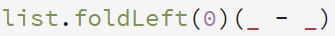 list.foldLeft(0)(_ - _)